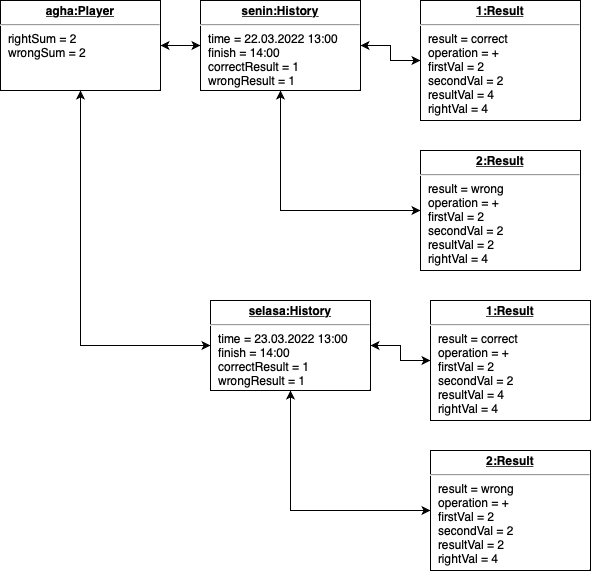 agha:Player
rightSum = 2
wrongSum = 2
senin:History
time = 22.03.2022 13:00
finish = 14:00
correctResult = 1
wrongResult = 1
1:Result
result = correct
operation = +
firstVal = 2
secondVal = 2
resultVal = 4
rightVal = 4
2:Result
result = wrong
operation = +
firstVal = 2
secondVal = 2
resultVal = 2
rightVal = 4
selasa:History
time = 23.03.2022 13:00
finish = 14:00
correctResult = 1
wrongResult = 1
1:Result
result = correct
operation = +
firstVal = 2
secondVal = 2
resultVal = 4
rightVal = 4
2:Result
result = wrong
operation = +
firstVal = 2
secondVal = 2
resultVal = 2
rightVal = 4